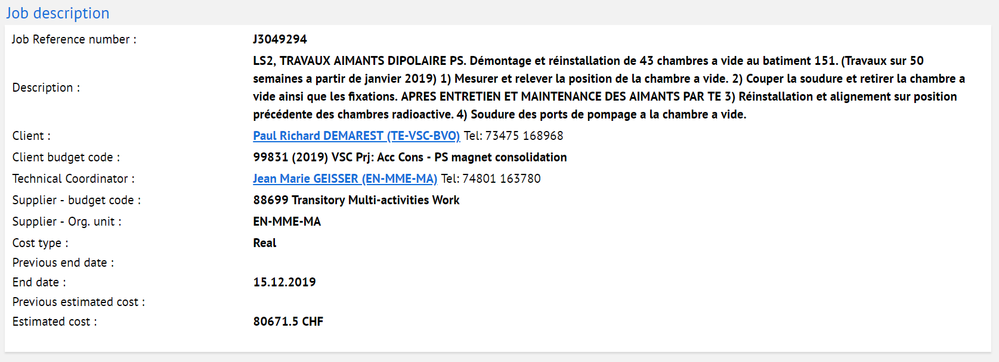 Job description
Job Reference number : J3049294
Description : LS2, TRAVAUX AIMANTS DIPOLAIRE PS. Démontage et réinstallation de 43 chambres a vide au batiment 151. (Travaux sur 50
semaines a partir de janvier 2019) 1) Mesurer et relever la position de la chambre a vide. 2) Couper la soudure et retirer la chambre a
vide ainsi que les fixations. APRES ENTRETIEN ET MAINTENANCE DES AIMANTS PAR TE 3) Réinstallation et alignement sur position
précédente des chambres radioactive. 4) Soudure des ports de pompage a la chambre a vide.
Client : Paul Richard DEMAREST (TE-VSC-BVO) Tel: 73475 168968
Client budget code : 99831 (2019) VSC Prj: Acc Cons - PS magnet consolidation
Technical Coordinator : Jean Marie GEISSER (EN-MME-MA) Tel: 74801 163780
Supplier - budget code : 88699 Transitory Multi-activities Work
Supplier - Org. unit : EN-MME-MA
Cost type : Real
Previous end date :
End date : 15.12.2019
Previous estimated cost :
Estimated cost : 80671.5 CHF